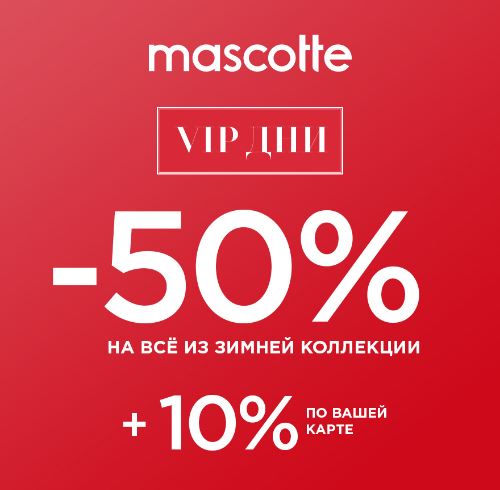 mascotte
VIP ДНИ
-50%
НА ВСЁ ИЗ ЗИМНЕЙ КОЛЛЕКЦИИ
+ 10% ПО ВАШЕЙ
КАРТЕ